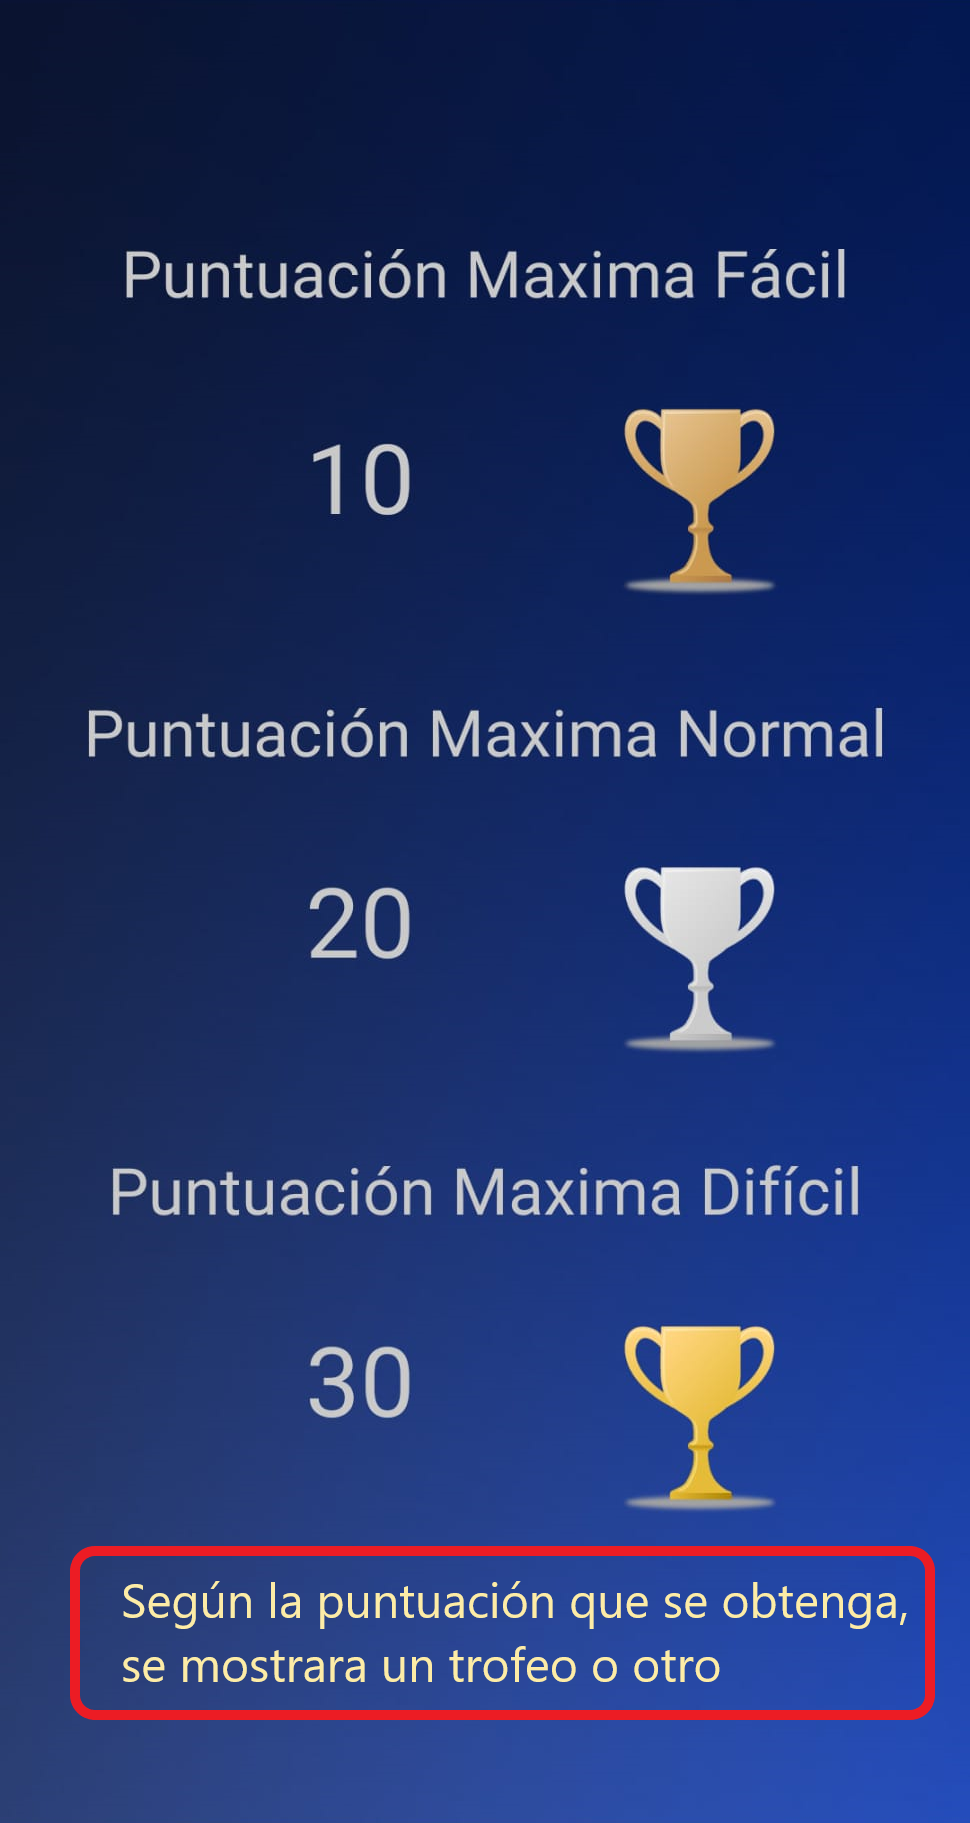 Puntuación Maxima Fácil
10
Puntuación Maxima Normal
20
Puntuación Maxima Difícil
30
Según la puntuación que se obtenga,
se mostrara un trofeo o otro